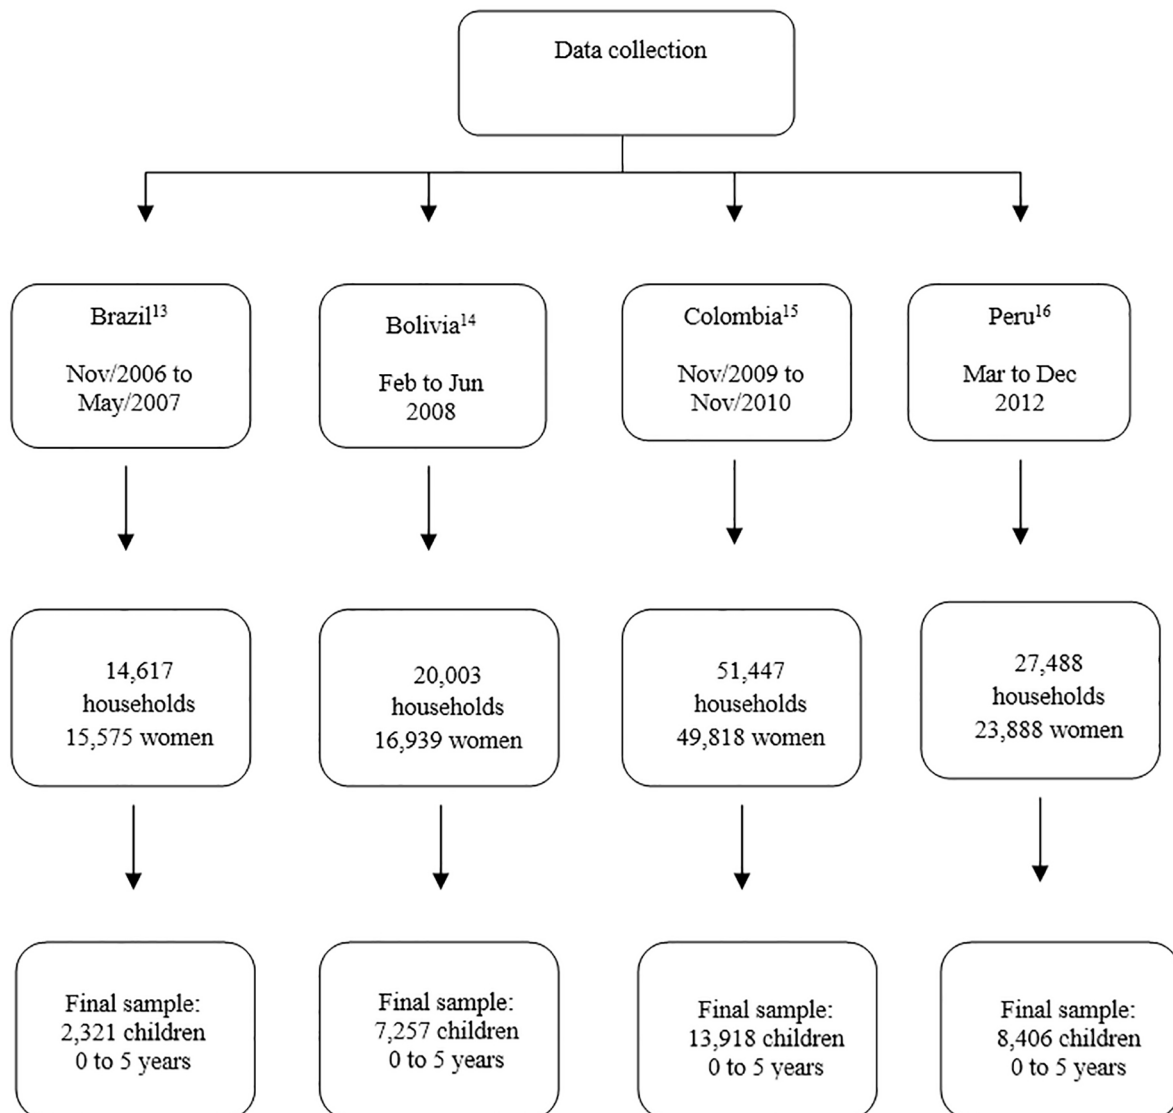 Data collection
Brazil13
Nov/2006 to
May/2007
Bolivia14
Feb to Jun
2008
Colombia15
Nov/2009 to
Nov/2010
Peru16
Mar to Dec
2012
14,617
households
15,575 women
20,003
households
16,939 women
51,447
households
49,818 women
27,488
households
23,888 women
Final sample:
2,321 children
0 to 5 years
Final sample:
7,257 children
0 to 5 years
Final sample:
13,918 children
0 to 5 years
Final sample:
8,406 children
0 to 5 years